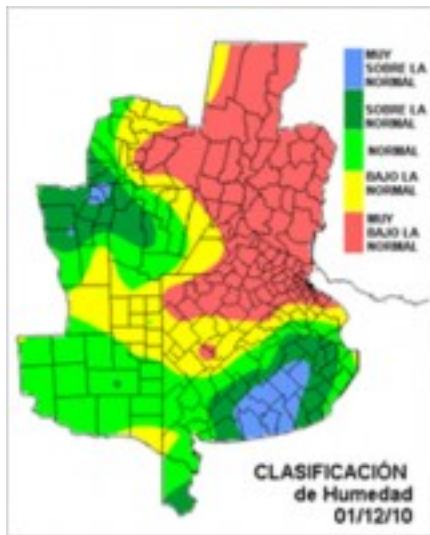 MUY
SOBRE LA
NORMAL
SOBRE LA
NORMAL
NORMAL
BAJO LA
NORMAL
MUY
BAJO LA
NORMAL
CLASIFICACIÓN
de Humedad
01/12/10